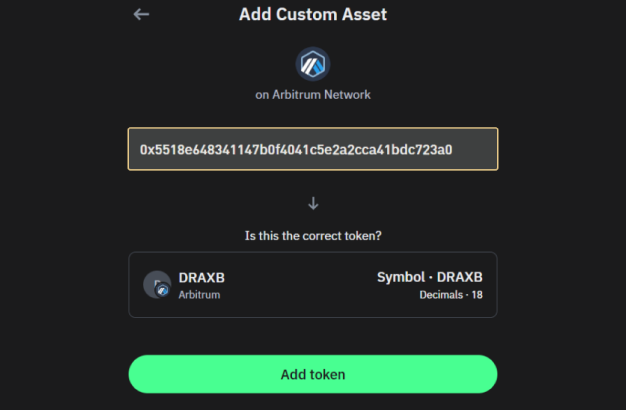 Add Custom Asset
on Arbitrum Network
0x5518e648341147b0f4041c5e2a2cca41bdc723a0
Is this the correct token?
DRAXB
Arbitrum
Symbol · DRAXB
Decimals · 18
Add token